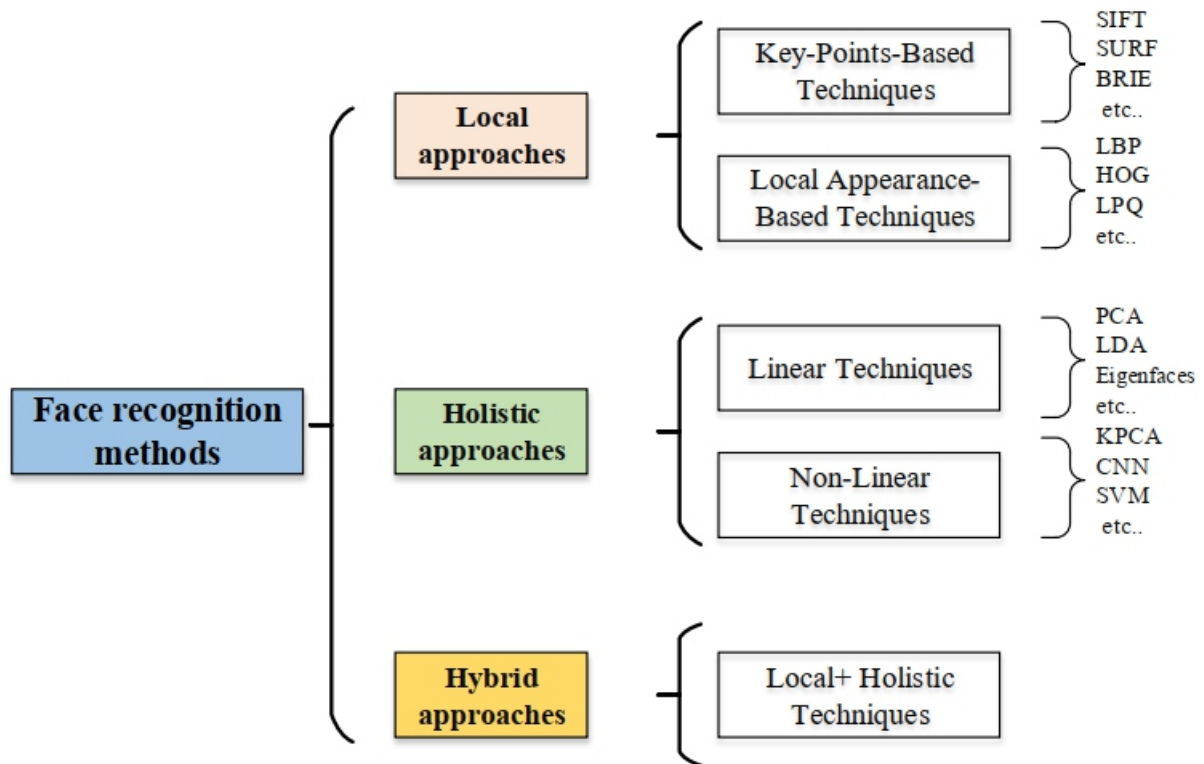 Face recognition
methods
Local
approaches
Key-Points-Based
Techniques
SIFT
SURF
BRIE
etc..
Local Appearance-
Based Techniques
LBP
HOG
LPQ
etc..
Holistic
approaches
Linear Techniques
PCA
LDA
Eigenfaces
etc..
Non-Linear
Techniques
KPCA
CNN
SVM
etc..
Hybrid
approaches
Local+ Holistic
Techniques